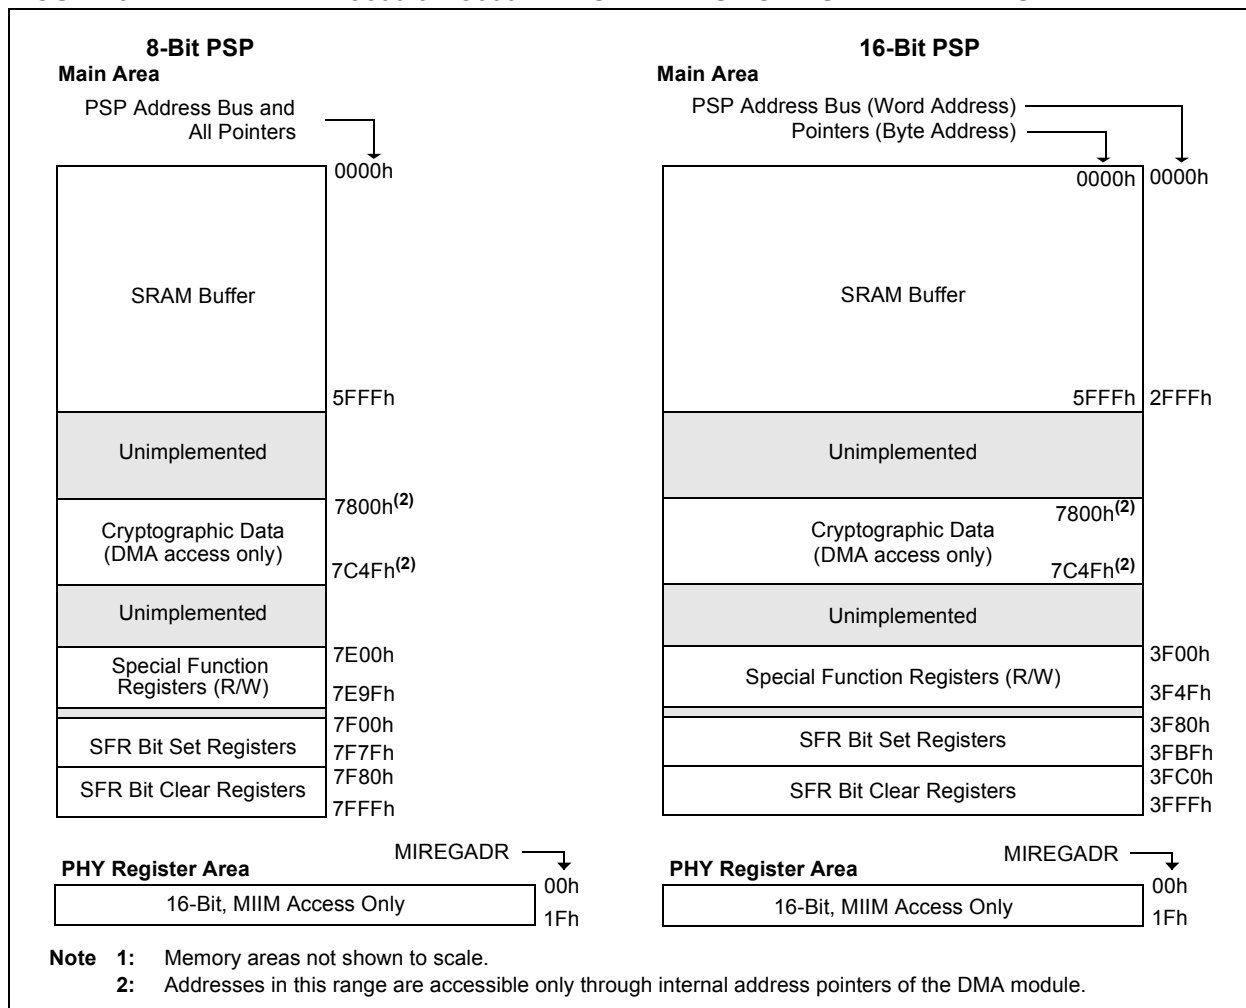 8-Bit PSP
Main Area
PSP Address Bus and
All Pointers
0000h
SRAM Buffer
5FFFh
Unimplemented
7800h(2)
Cryptographic Data
(DMA access only)
7C4Fh(2)
Unimplemented
7E00h
Special Function
Registers (R/W)
7E9Fh
7F00h
SFR Bit Set Registers
7F7Fh
7F80h
SFR Bit Clear Registers
7FFFh
PHY Register Area
MIREGADR
00h
16-Bit, MIIM Access Only
1Fh
16-Bit PSP
Main Area
PSP Address Bus (Word Address)
Pointers (Byte Address)
0000h 0000h
SRAM Buffer
5FFFh 2FFFh
Unimplemented
7800h(2)
Cryptographic Data
(DMA access only)
7C4Fh(2)
Unimplemented
3F00h
Special Function Registers (R/W)
3F4Fh
3F80h
SFR Bit Set Registers
3FBFh
3FC0h
SFR Bit Clear Registers
3FFFh
PHY Register Area
MIREGADR
00h
16-Bit, MIIM Access Only
1Fh
Note 1: Memory areas not shown to scale.
2: Addresses in this range are accessible only through internal address pointers of the DMA module.